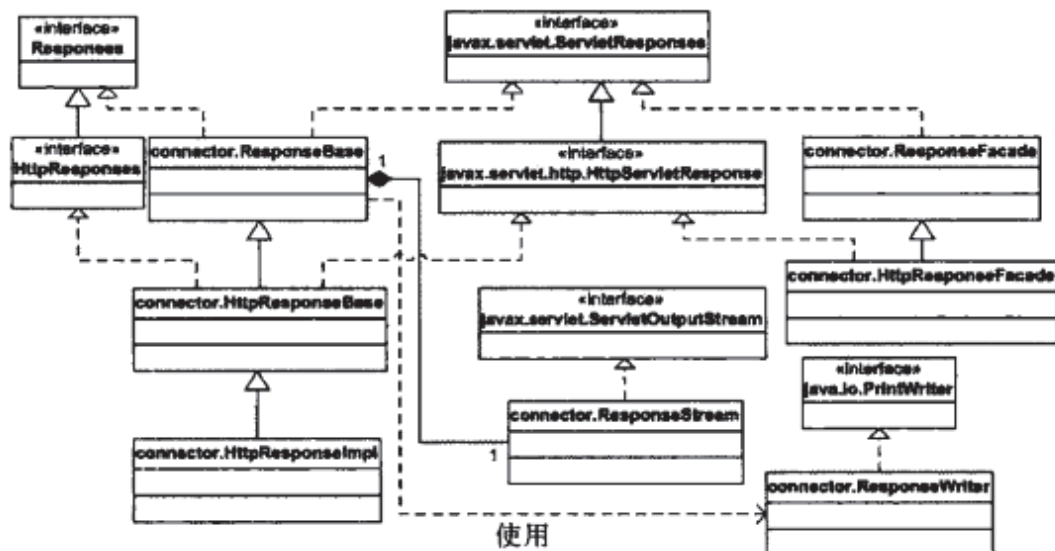 «interface»
Responees
«interface»
javax.servlet.ServletResponses
«interface»
HttpResponses
connector.ResponseBase
1
«interface»
javax.servlet.http.HttpServletResponse
connector.ResponseFacade
connector.HttpResponseBase
«interface»
javax.servlet.ServletOutputStream
connector.HttpResponseFacade
«interface»
java.io.PrintWriter
connector.ResponseStream
connector.HttpResponseImpl
1
connector.ResponseWriter
使用